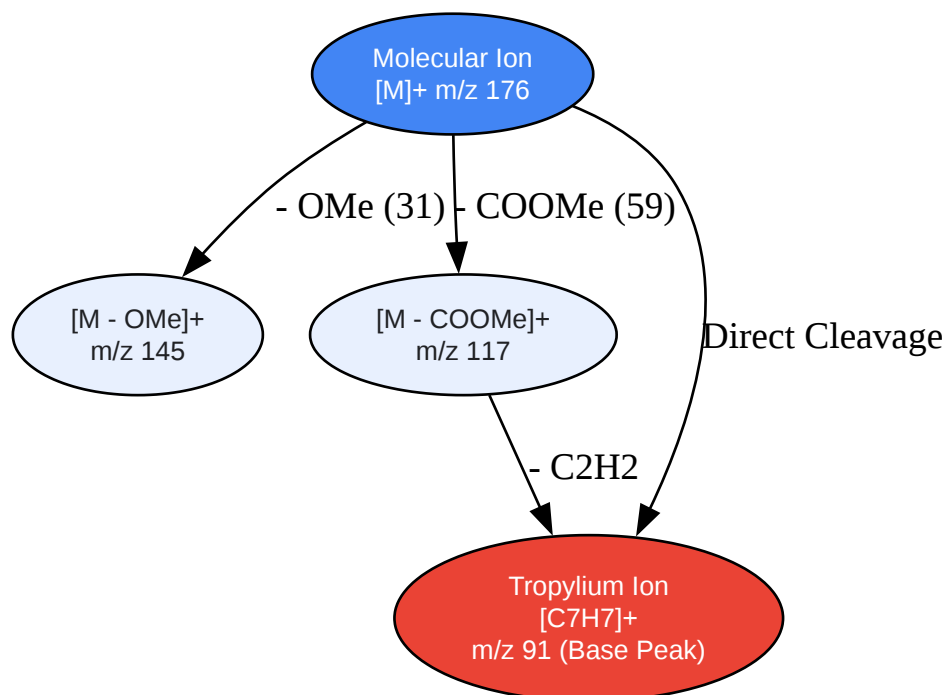 Molecular Ion
[M]+ m/z 176
- OMe (31)
- COOMe (59)
[M - OMe]+
m/z 145
[M - COOMe]+
m/z 117
Direct Cleavage
- C2H2
Tropylium Ion
[C7H7]+
m/z 91 (Base Peak)